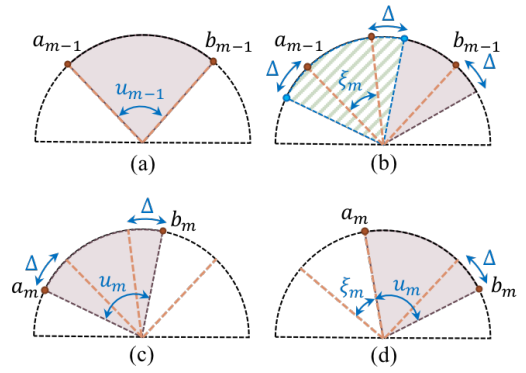 a_{m-1}
b_{m-1}
u_{m-1}
(a)
Δ
a_{m-1}
b_{m-1}
Δ
Δ
ξ_m
(b)
Δ
b_m
Δ
a_m
u_m
(c)
a_m
Δ
ξ_m
u_m
b_m
(d)